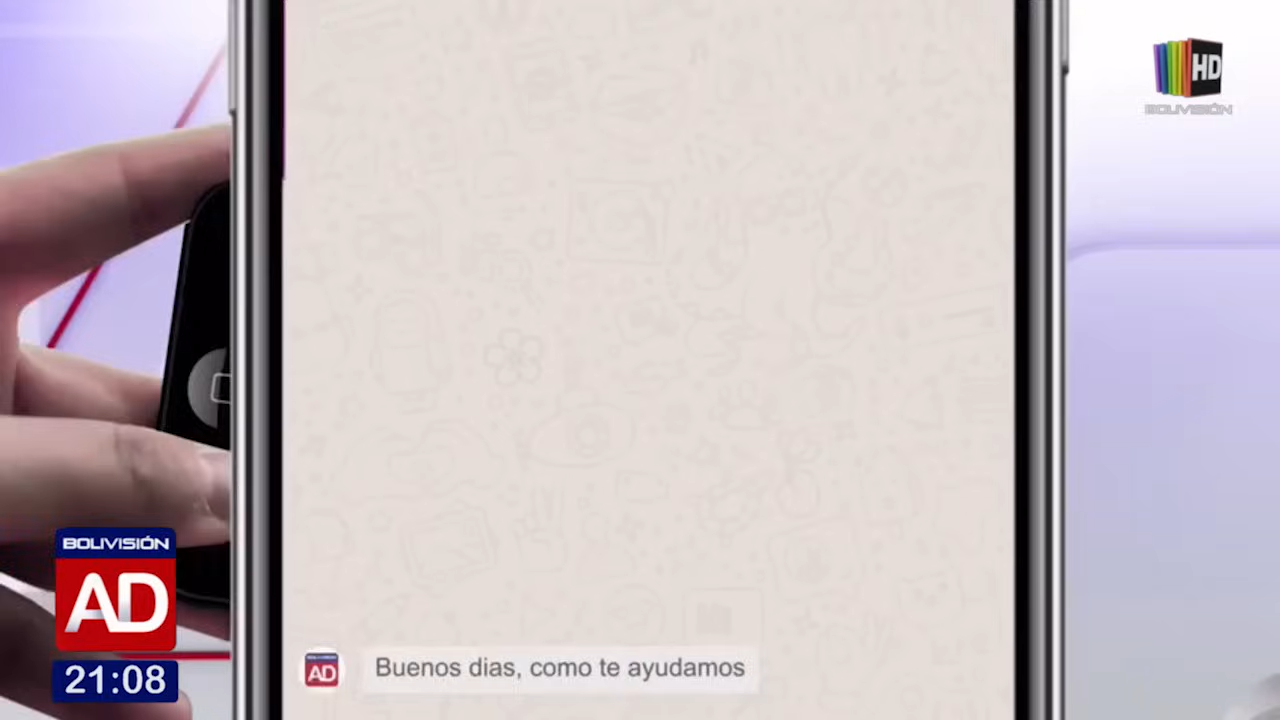 HD
BOLIVISIÓN
BOLIVISIÓN
AD
21:08
AD
Buenos dias, como te ayudamos